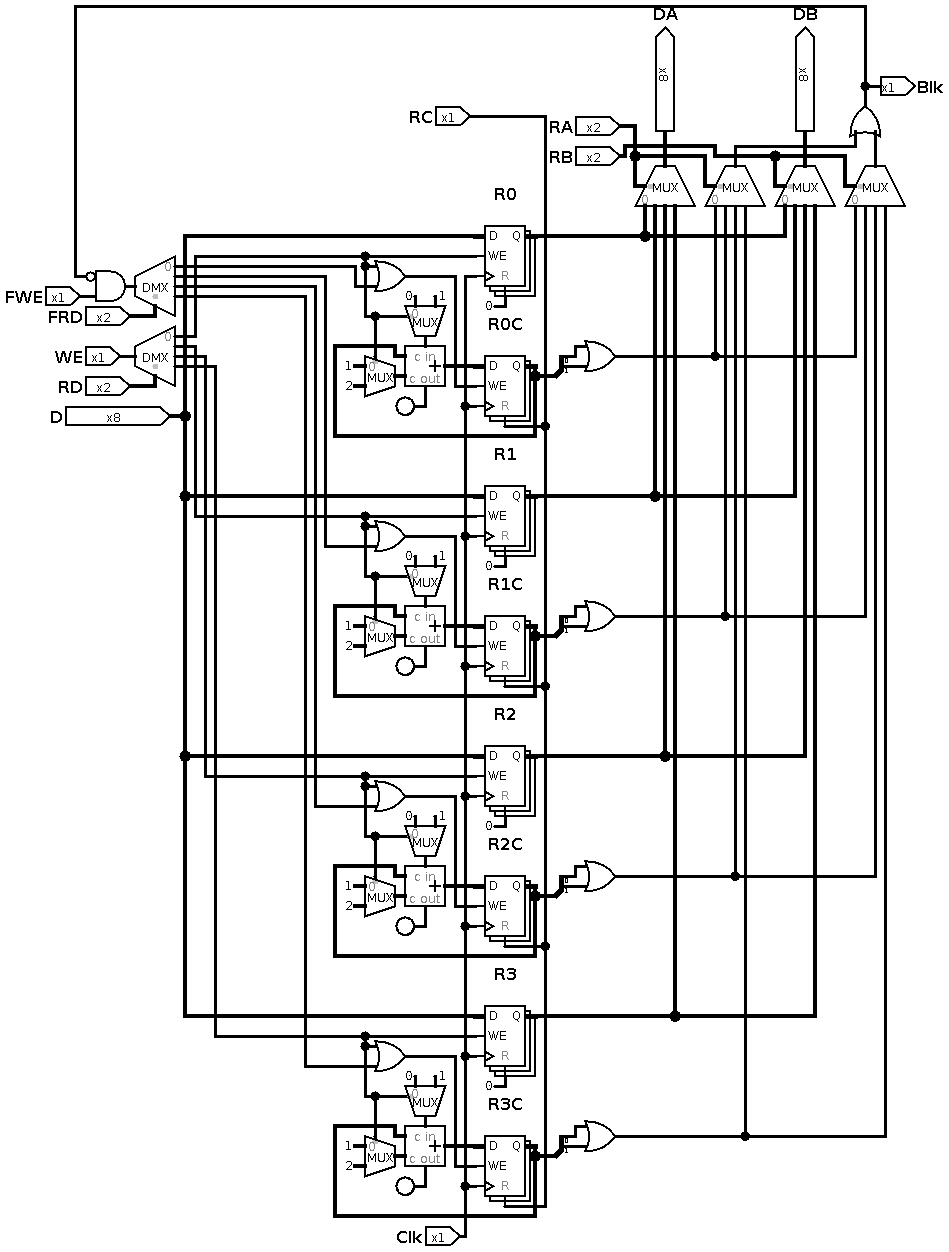 DA DB
x8 x8
x1 Blk
RC x1
RA x2
RB x2
MUX MUX MUX MUX
0 0 0 0
R0
D Q
WE
R
0
0
DMX
FWE x1
FRD x2
0
DMX
WE x1
RD x2
D x8
0 1
0
MUX
R0C
1 0
2 MUX
c in
+
c out
D Q
WE
R
0
1
R1
D Q
WE
R
0
0 1
0
MUX
R1C
1 0
2 MUX
c in
+
c out
D Q
WE
R
0
1
R2
D Q
WE
R
0
0 1
0
MUX
R2C
1 0
2 MUX
c in
+
c out
D Q
WE
R
0
1
R3
D Q
WE
R
0
0 1
0
MUX
R3C
1 0
2 MUX
c in
+
c out
D Q
WE
R
0
1
Clk x1